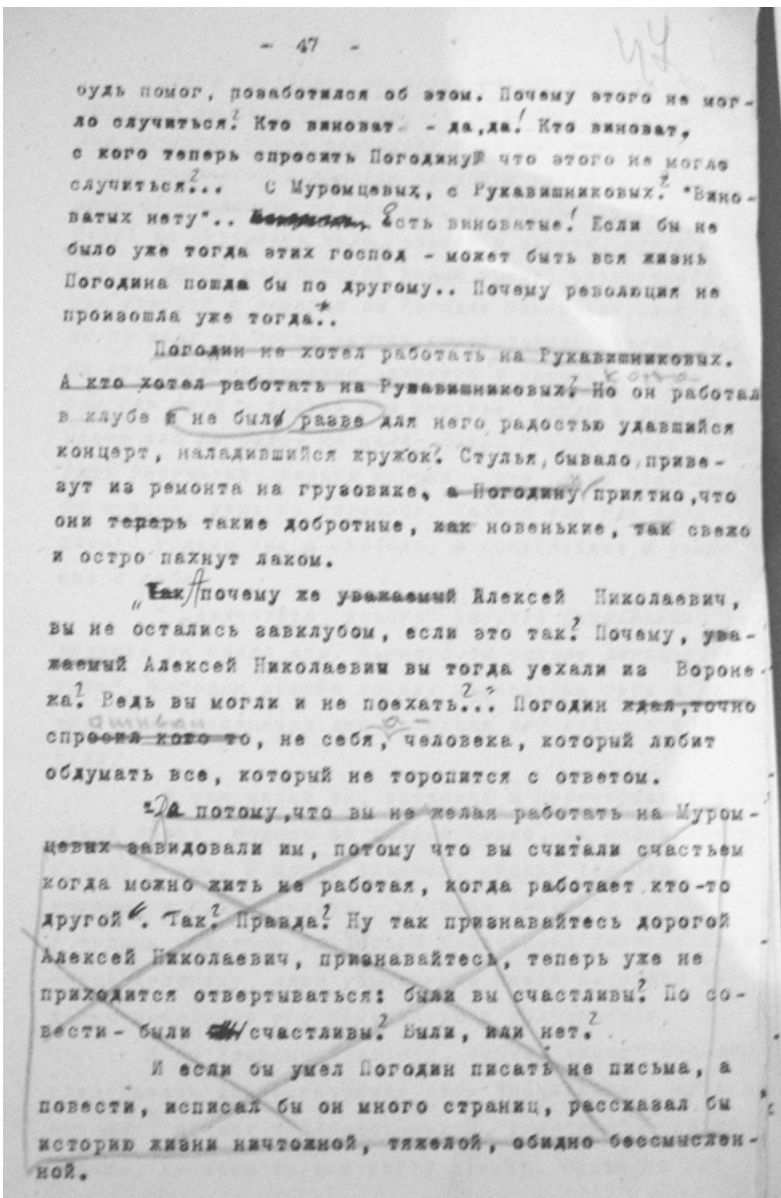 - 47 -
47
будь помог, позаботился об этом. Почему этого не мог-
ло случиться? Кто виноват - да, да! Кто виноват,
с кого теперь спросить Погодину что этого не могло
случиться?.. С Муромцевых, с Рукавишниковых? "Вино-
ватых нету".. Есть виноватые! Если бы не
было уже тогда этих господ - может быть вся жизнь
Погодина пошла бы по другому.. Почему революция не
произошла уже тогда?..
Погодин не хотел работать на Рукавишниковых.
А кто хотел работать на Рукавишниковых? Но он работал
в клубе и не было разве для него радостью удавшийся
концерт, наладившийся кружок? Стулья, бывало, приве-
зут из ремонта на грузовике, а Погодину приятно, что
они теперь такие добротные, как новенькие, так свежо
и остро пахнут лаком.
"Так А почему же уважаемый Алексей Николаевич,
вы не остались завклубом, если это так? Почему, ува-
жаемый Алексей Николаевич вы тогда уехали из Вороне-
жа? Ведь вы могли и не поехать?.." Погодин ждал, точно
спросил кого то, не себя, а человека, который любит
обдумать все, который не торопится с ответом.
"Да потому, что вы не желая работать на Муром-
цевых завидовали им, потому что вы считали счастьем
когда можно жить не работая, когда работает кто-то
другой". Так? Правда? Ну так признавайтесь дорогой
Алексей Николаевич, признавайтесь, теперь уже не
приходится отвертываться: были вы счастливы? По со-
вести - были счастливы? Были, или нет?
И если бы умел Погодин писать не письма, а
повести, исписал бы он много страниц, рассказал бы
историю жизни ничтожной, тяжелой, обидно бессмыслен-
ной.